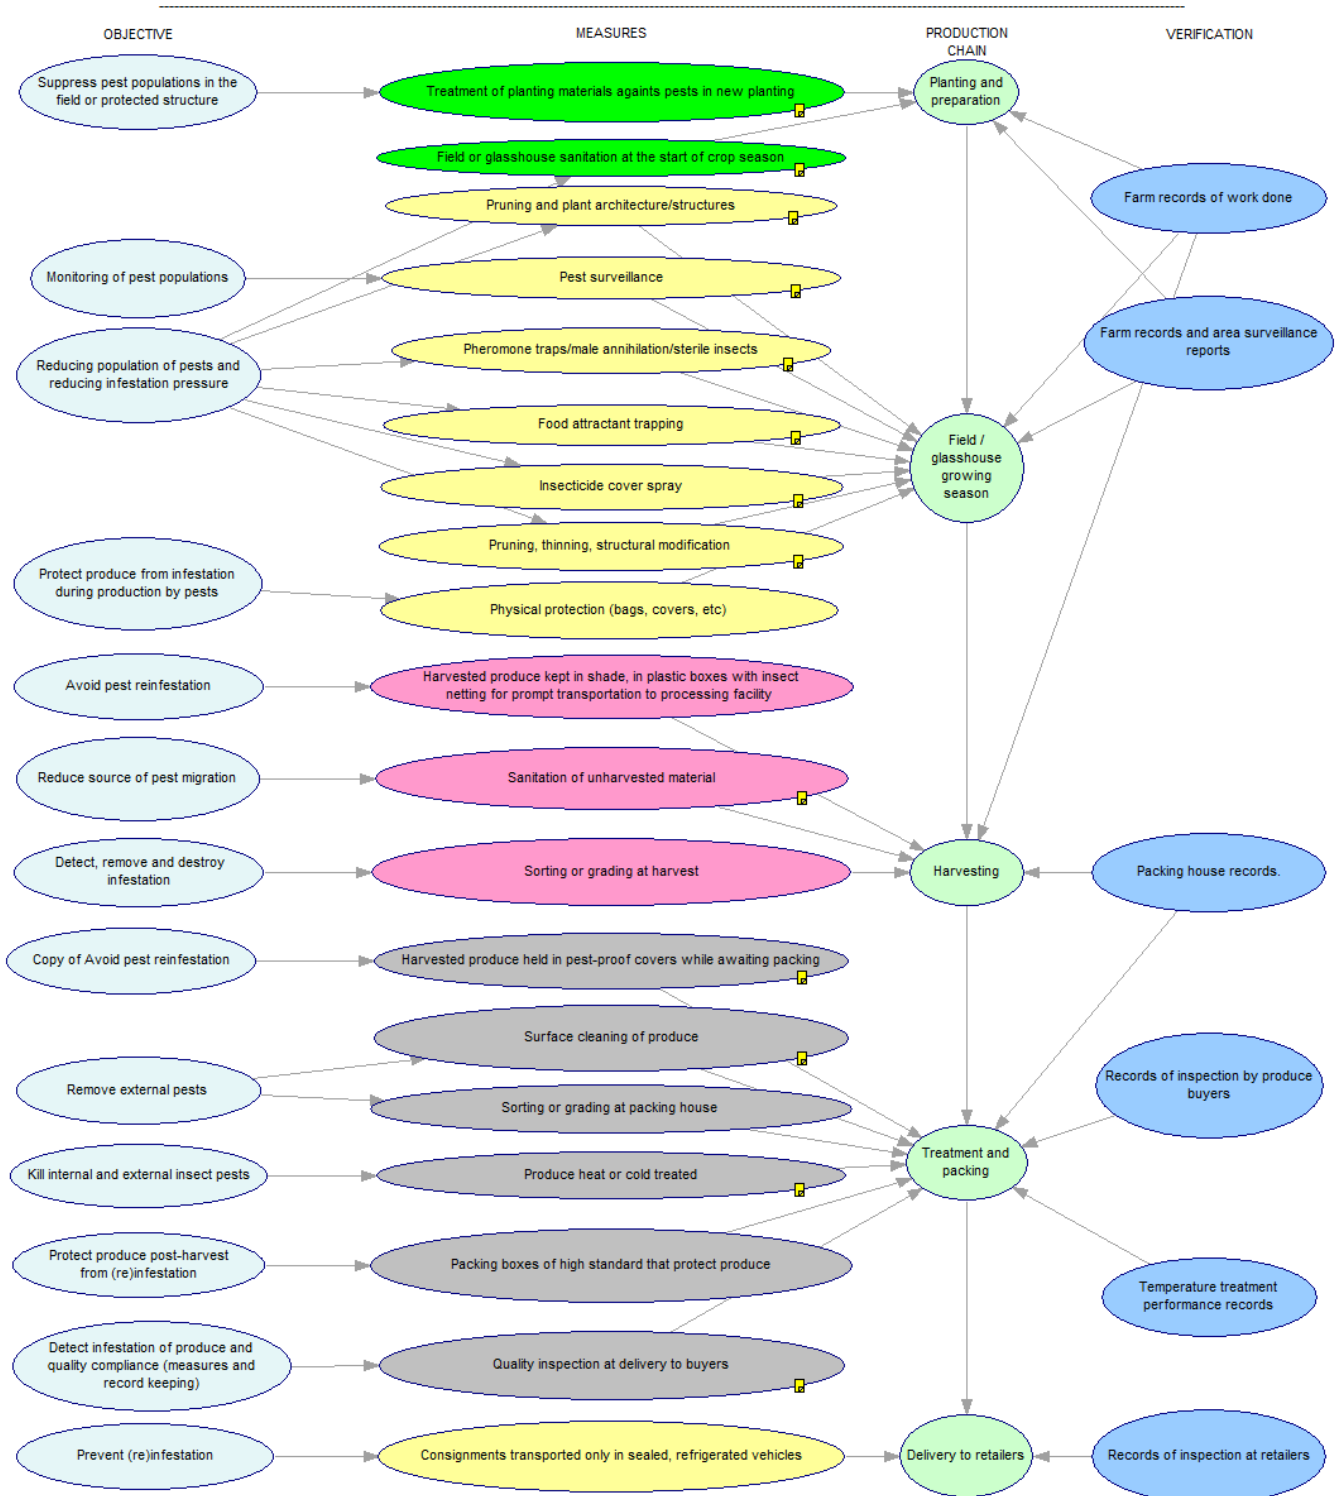 OBJECTIVE
MEASURES
PRODUCTION
CHAIN
VERIFICATION
Suppress pest populations in the
field or protected structure
Treatment of planting materials againts pests in new planting
Planting and
preparation
Field or glasshouse sanitation at the start of crop season
Pruning and plant architecture/structures
Farm records of work done
Monitoring of pest populations
Pest surveillance
Farm records and area surveillance
reports
Reducing population of pests and
reducing infestation pressure
Pheromone traps/male annihilation/sterile insects
Food attractant trapping
Field /
glasshouse
growing
season
Insecticide cover spray
Pruning, thinning, structural modification
Protect produce from infestation
during production by pests
Physical protection (bags, covers, etc)
Avoid pest reinfestation
Harvested produce kept in shade, in plastic boxes with insect
netting for prompt transportation to processing facility
Reduce source of pest migration
Sanitation of unharvested material
Detect, remove and destroy
infestation
Sorting or grading at harvest
Harvesting
Packing house records.
Copy of Avoid pest reinfestation
Harvested produce held in pest-proof covers while awaiting packing
Surface cleaning of produce
Remove external pests
Sorting or grading at packing house
Records of inspection by produce
buyers
Treatment and
packing
Kill internal and external insect pests
Produce heat or cold treated
Protect produce post-harvest
from (re)infestation
Packing boxes of high standard that protect produce
Temperature treatment
performance records
Detect infestation of produce and
quality compliance (measures and
record keeping)
Quality inspection at delivery to buyers
Prevent (re)infestation
Consignments transported only in sealed, refrigerated vehicles
Delivery to retailers
Records of inspection at retailers